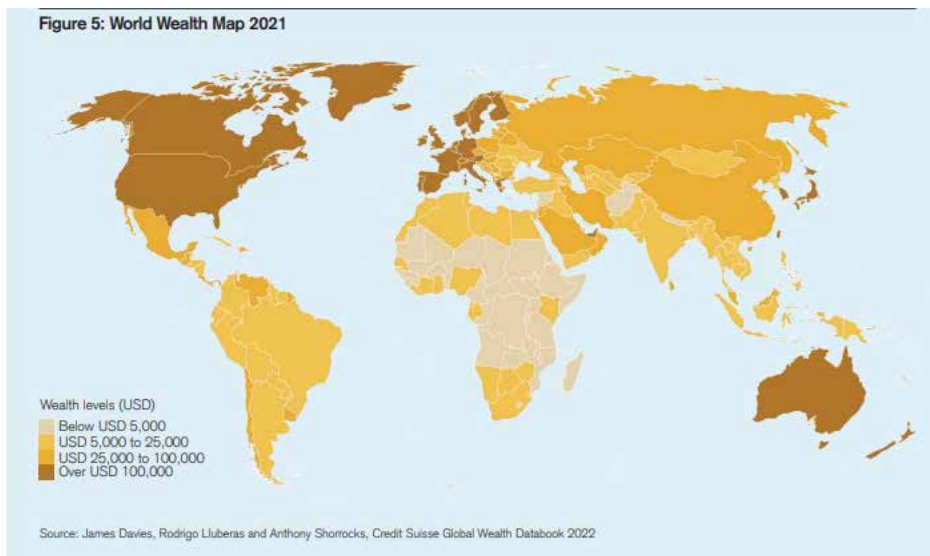 Figure 5: World Wealth Map 2021
Wealth levels (USD)
Below USD 5,000
USD 5,000 to 25,000
USD 25,000 to 100,000
Over USD 100,000
Source: James Davies, Rodrigo Lluberas and Anthony Shorrocks, Credit Suisse Global Wealth Databook 2022